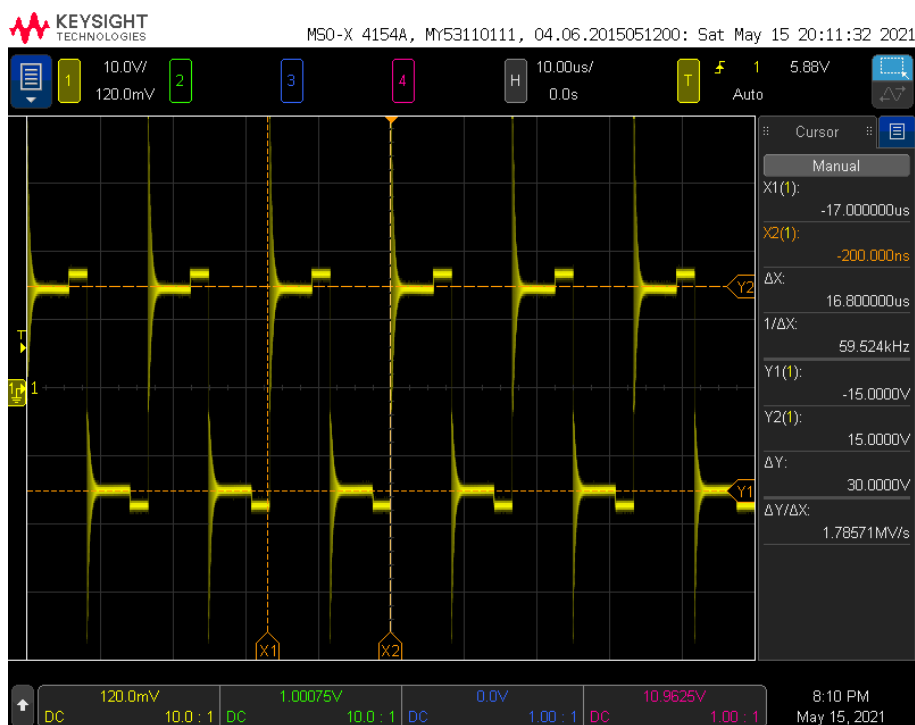 KEYSIGHT
TECHNOLOGIES
MSO-X 4154A, MY53110111, 04.06.2015051200: Sat May 15 20:11:32 2021
1 10.0V/ 2 3 4 H 10.00us/ T 1 5.88V
120.0mV 0.0s Auto
Cursor
Manual
X1(1):
-17.000000us
X2(1):
-200.000ns
ΔX:
16.800000us
1/ΔX:
59.524kHz
Y1(1):
-15.0000V
Y2(1):
15.0000V
ΔY:
30.0000V
ΔY/ΔX:
1.78571MV/s
Y2
T
1 1
Y1
X1 X2
120.0mV 1.00075V 0.0V 10.9625V 8:10 PM
DC 10.0 : 1 DC 10.0 : 1 DC 1.00 : 1 DC 1.00 : 1 May 15, 2021